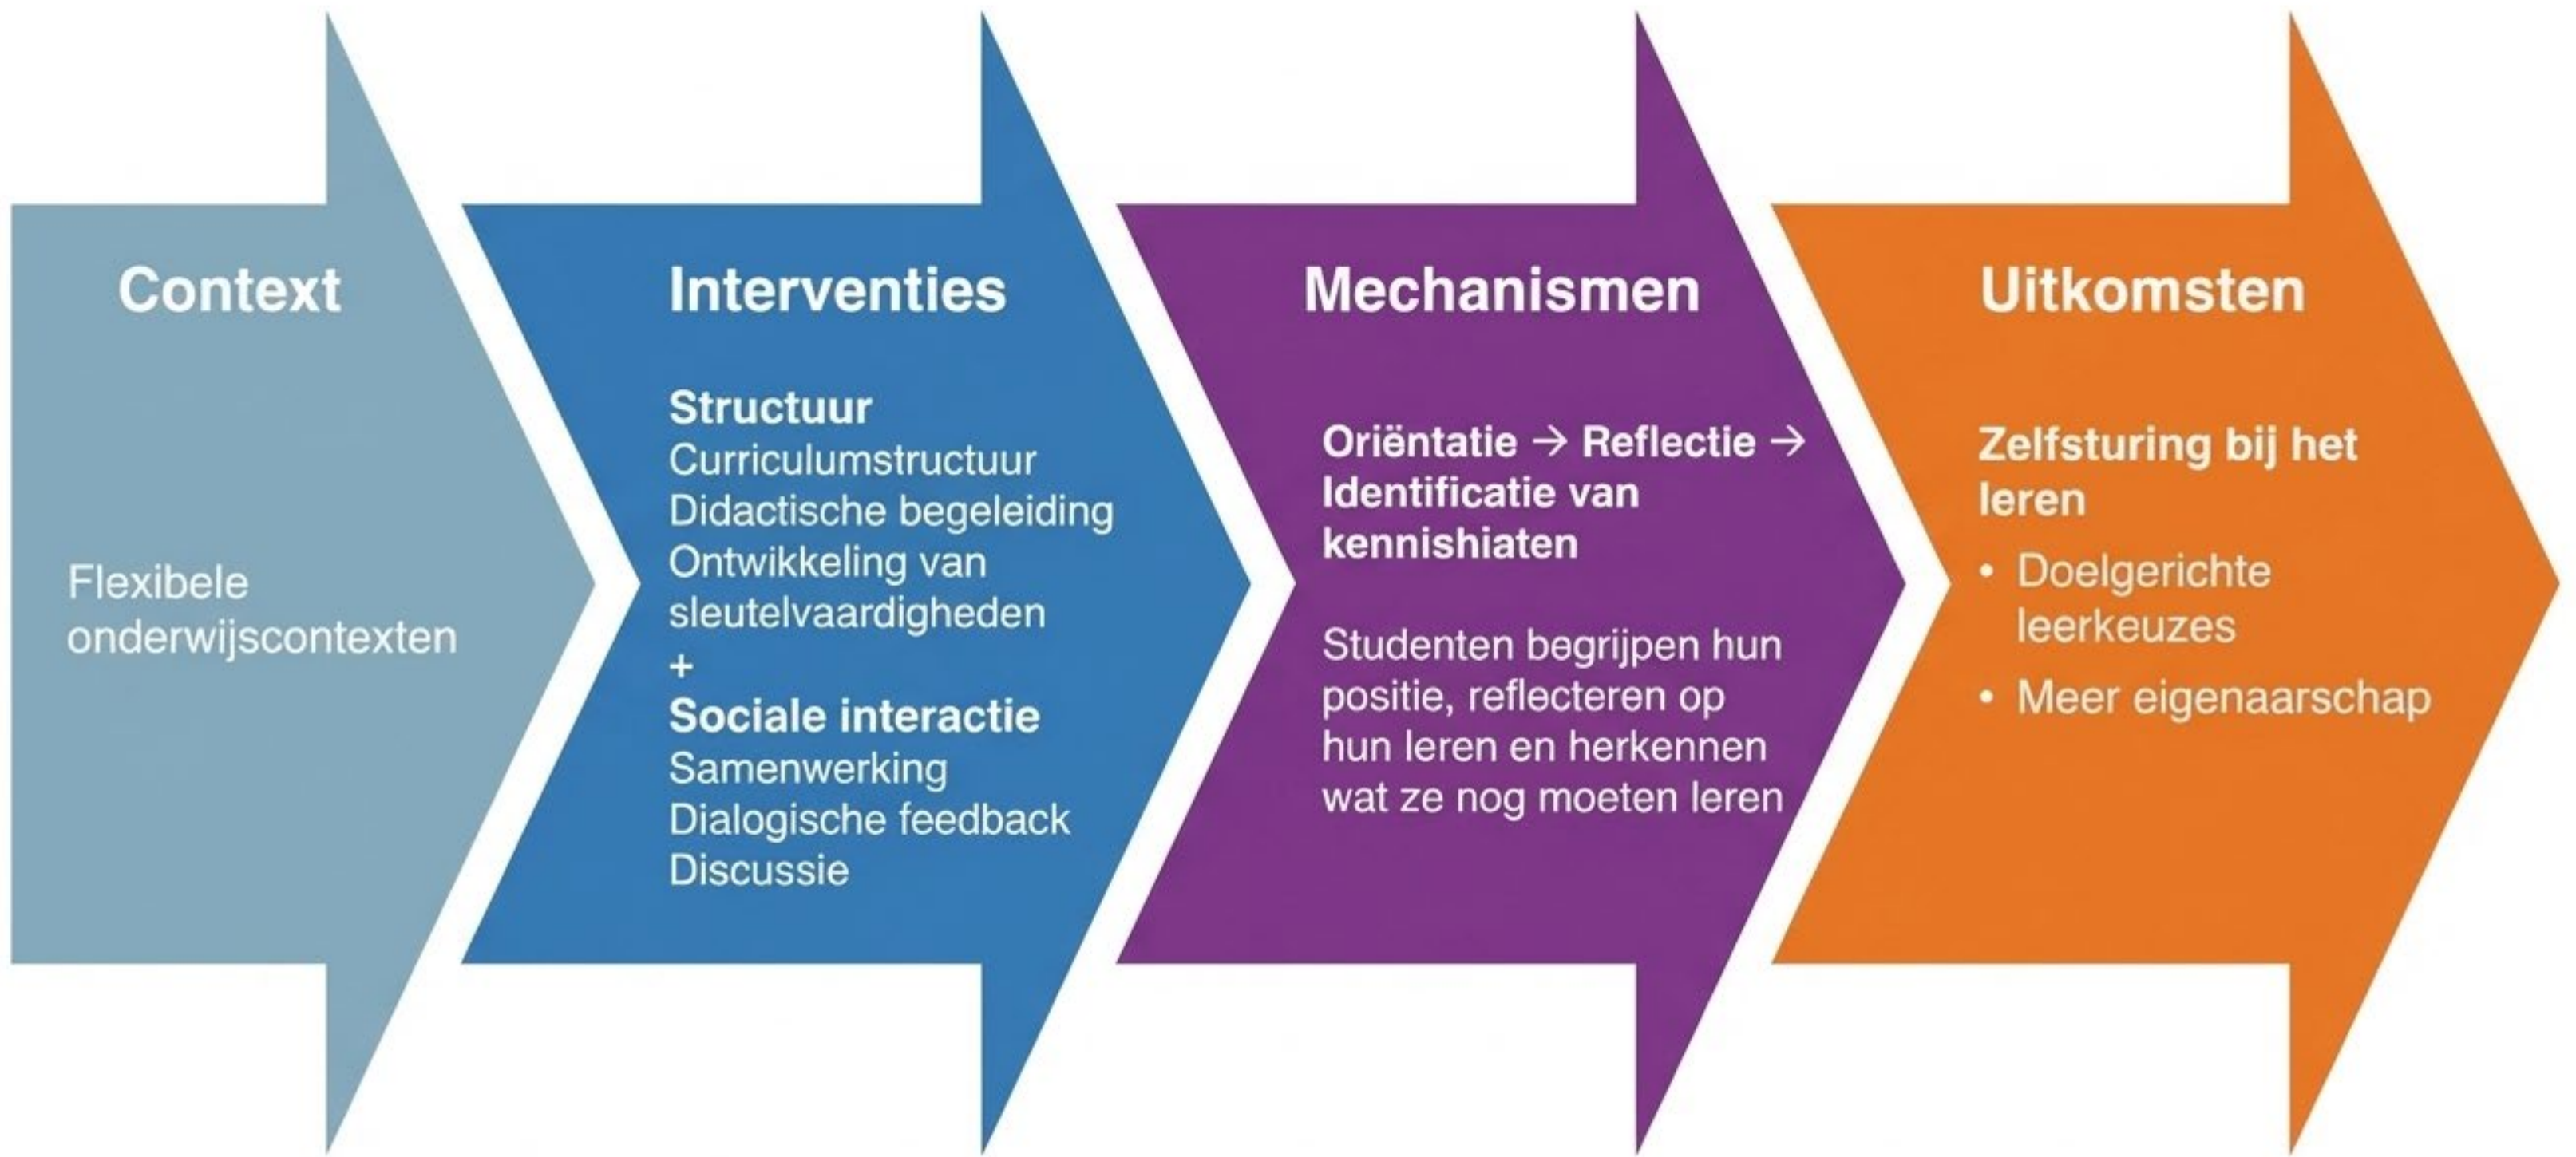 Context
Flexibele
onderwijscontexten
Interventies
Structuur
Curriculumstructuur
Didactische begeleiding
Ontwikkeling van
sleutelvaardigheden
+
Sociale interactie
Samenwerking
Dialogische feedback
Discussie
Mechanismen
Oriëntatie → Reflectie →
Identificatie van
kennishiaten
Studenten begrijpen hun
positie, reflecteren op
hun leren en herkennen
wat ze nog moeten leren
Uitkomsten
Zelfsturing bij het
leren
• Doelgerichte
leerkeuzes
• Meer eigenaarschap